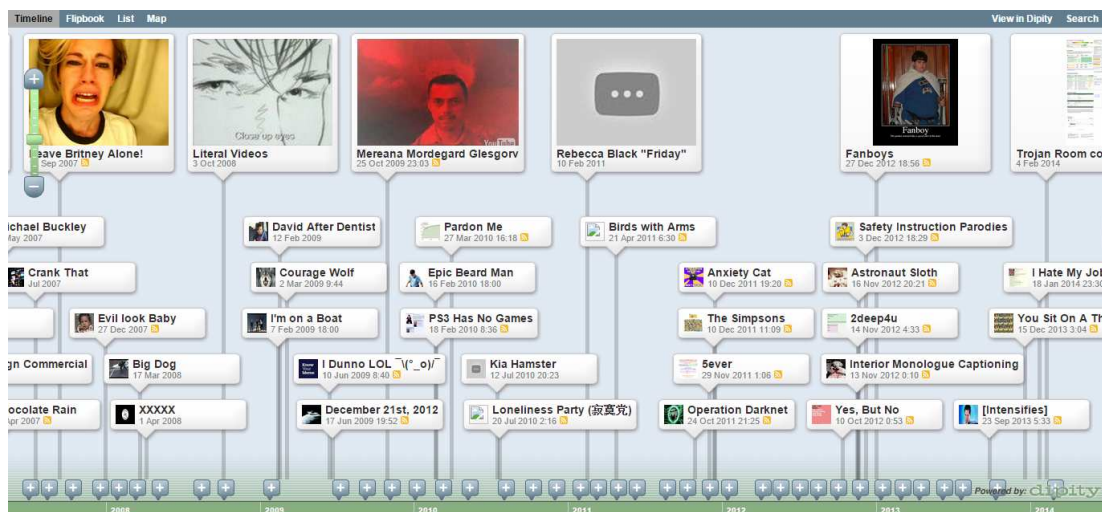 Timeline Flipbook List Map View in Dipity Search
Close up eyes
YouTube
Fanboy
Leave Britney Alone!
Sep 2007
Literal Videos
3 Oct 2008
Mereana Mordegard Glesgorv
25 Oct 2009 23:03
Rebecca Black "Friday"
10 Feb 2011
Fanboys
27 Dec 2012 18:56
Trojan Room co
4 Feb 2014
ichael Buckley
May 2007
David After Dentist
12 Feb 2009
Pardon Me
27 Mar 2010 16:18
Birds with Arms
21 Apr 2011 6:30
Safety Instruction Parodies
3 Dec 2012 18:29
Crank That
Jul 2007
Courage Wolf
2 Mar 2009 9:44
Epic Beard Man
16 Feb 2010 18:00
Anxiety Cat
10 Dec 2011 19:20
Astronaut Sloth
16 Nov 2012 20:21
I Hate My Jo
18 Jan 2014 23:30
Evil look Baby
27 Dec 2007
I'm on a Boat
7 Feb 2009 18:00
PS3 Has No Games
18 Feb 2010 8:36
The Simpsons
10 Dec 2011 11:09
2deep4u
14 Nov 2012 4:33
You Sit On A Th
15 Dec 2013 3:04
gn Commercial
Big Dog
17 Mar 2008
I Dunno LOL ¯\(°_o)/¯
10 Jun 2009 8:40
Kia Hamster
12 Jul 2010 20:23
5ever
29 Nov 2011 1:06
Interior Monologue Captioning
13 Nov 2012 0:10
ocolate Rain
Apr 2007
XXXXX
1 Apr 2008
December 21st, 2012
17 Jun 2009 19:52
Loneliness Party (寂寞党)
20 Jul 2010 2:16
Operation Darknet
24 Oct 2011 21:25
Yes, But No
10 Oct 2012 0:53
[Intensifies]
23 Sep 2013 5:33
Powered by: dipity
2008 2009 2010 2011 2012 2013 2014